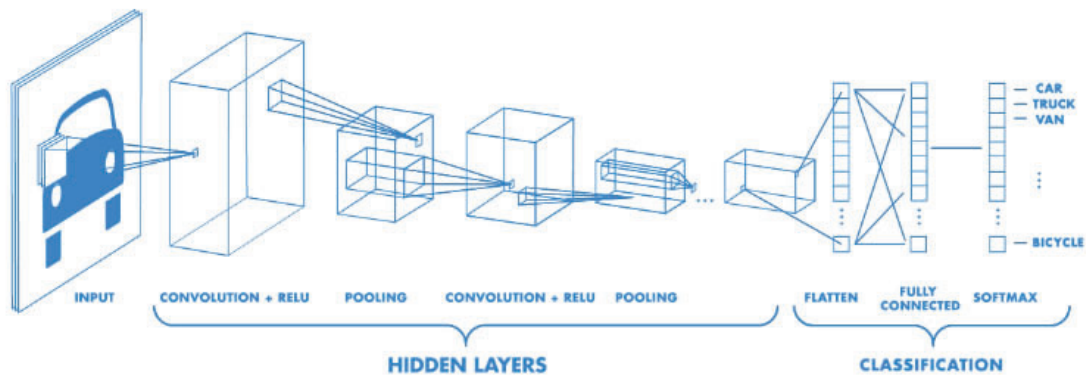 CAR
TRUCK
VAN
BICYCLE
INPUT
CONVOLUTION + RELU
POOLING
CONVOLUTION + RELU
POOLING
FLATTEN
FULLY
CONNECTED
SOFTMAX
HIDDEN LAYERS
CLASSIFICATION